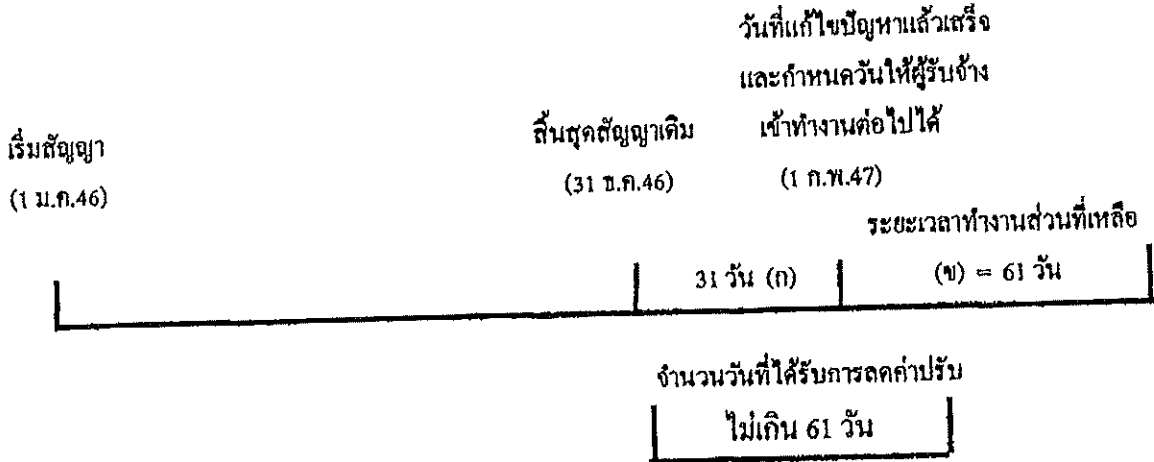 วันที่แก้ไขปัญหาแล้วเสร็จ
และกำหนดวันให้ผู้รับจ้าง
เริ่มสัญญา
สิ้นสุดสัญญาเดิม
เข้าทำงานต่อไปได้
(1 ม.ค.46)
(31 ธ.ค.46)
(1 ก.พ.47)
ระยะเวลาทำงานส่วนที่เหลือ
31 วัน (ก)
(ข) = 61 วัน
จำนวนวันที่ได้รับการลดค่าปรับ
ไม่เกิน 61 วัน